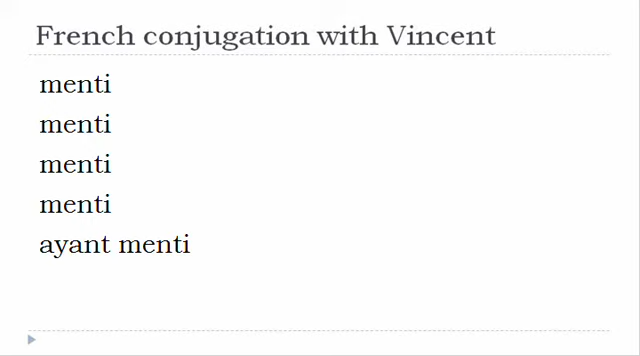 French conjugation with Vincent
menti
menti
menti
menti
ayant menti